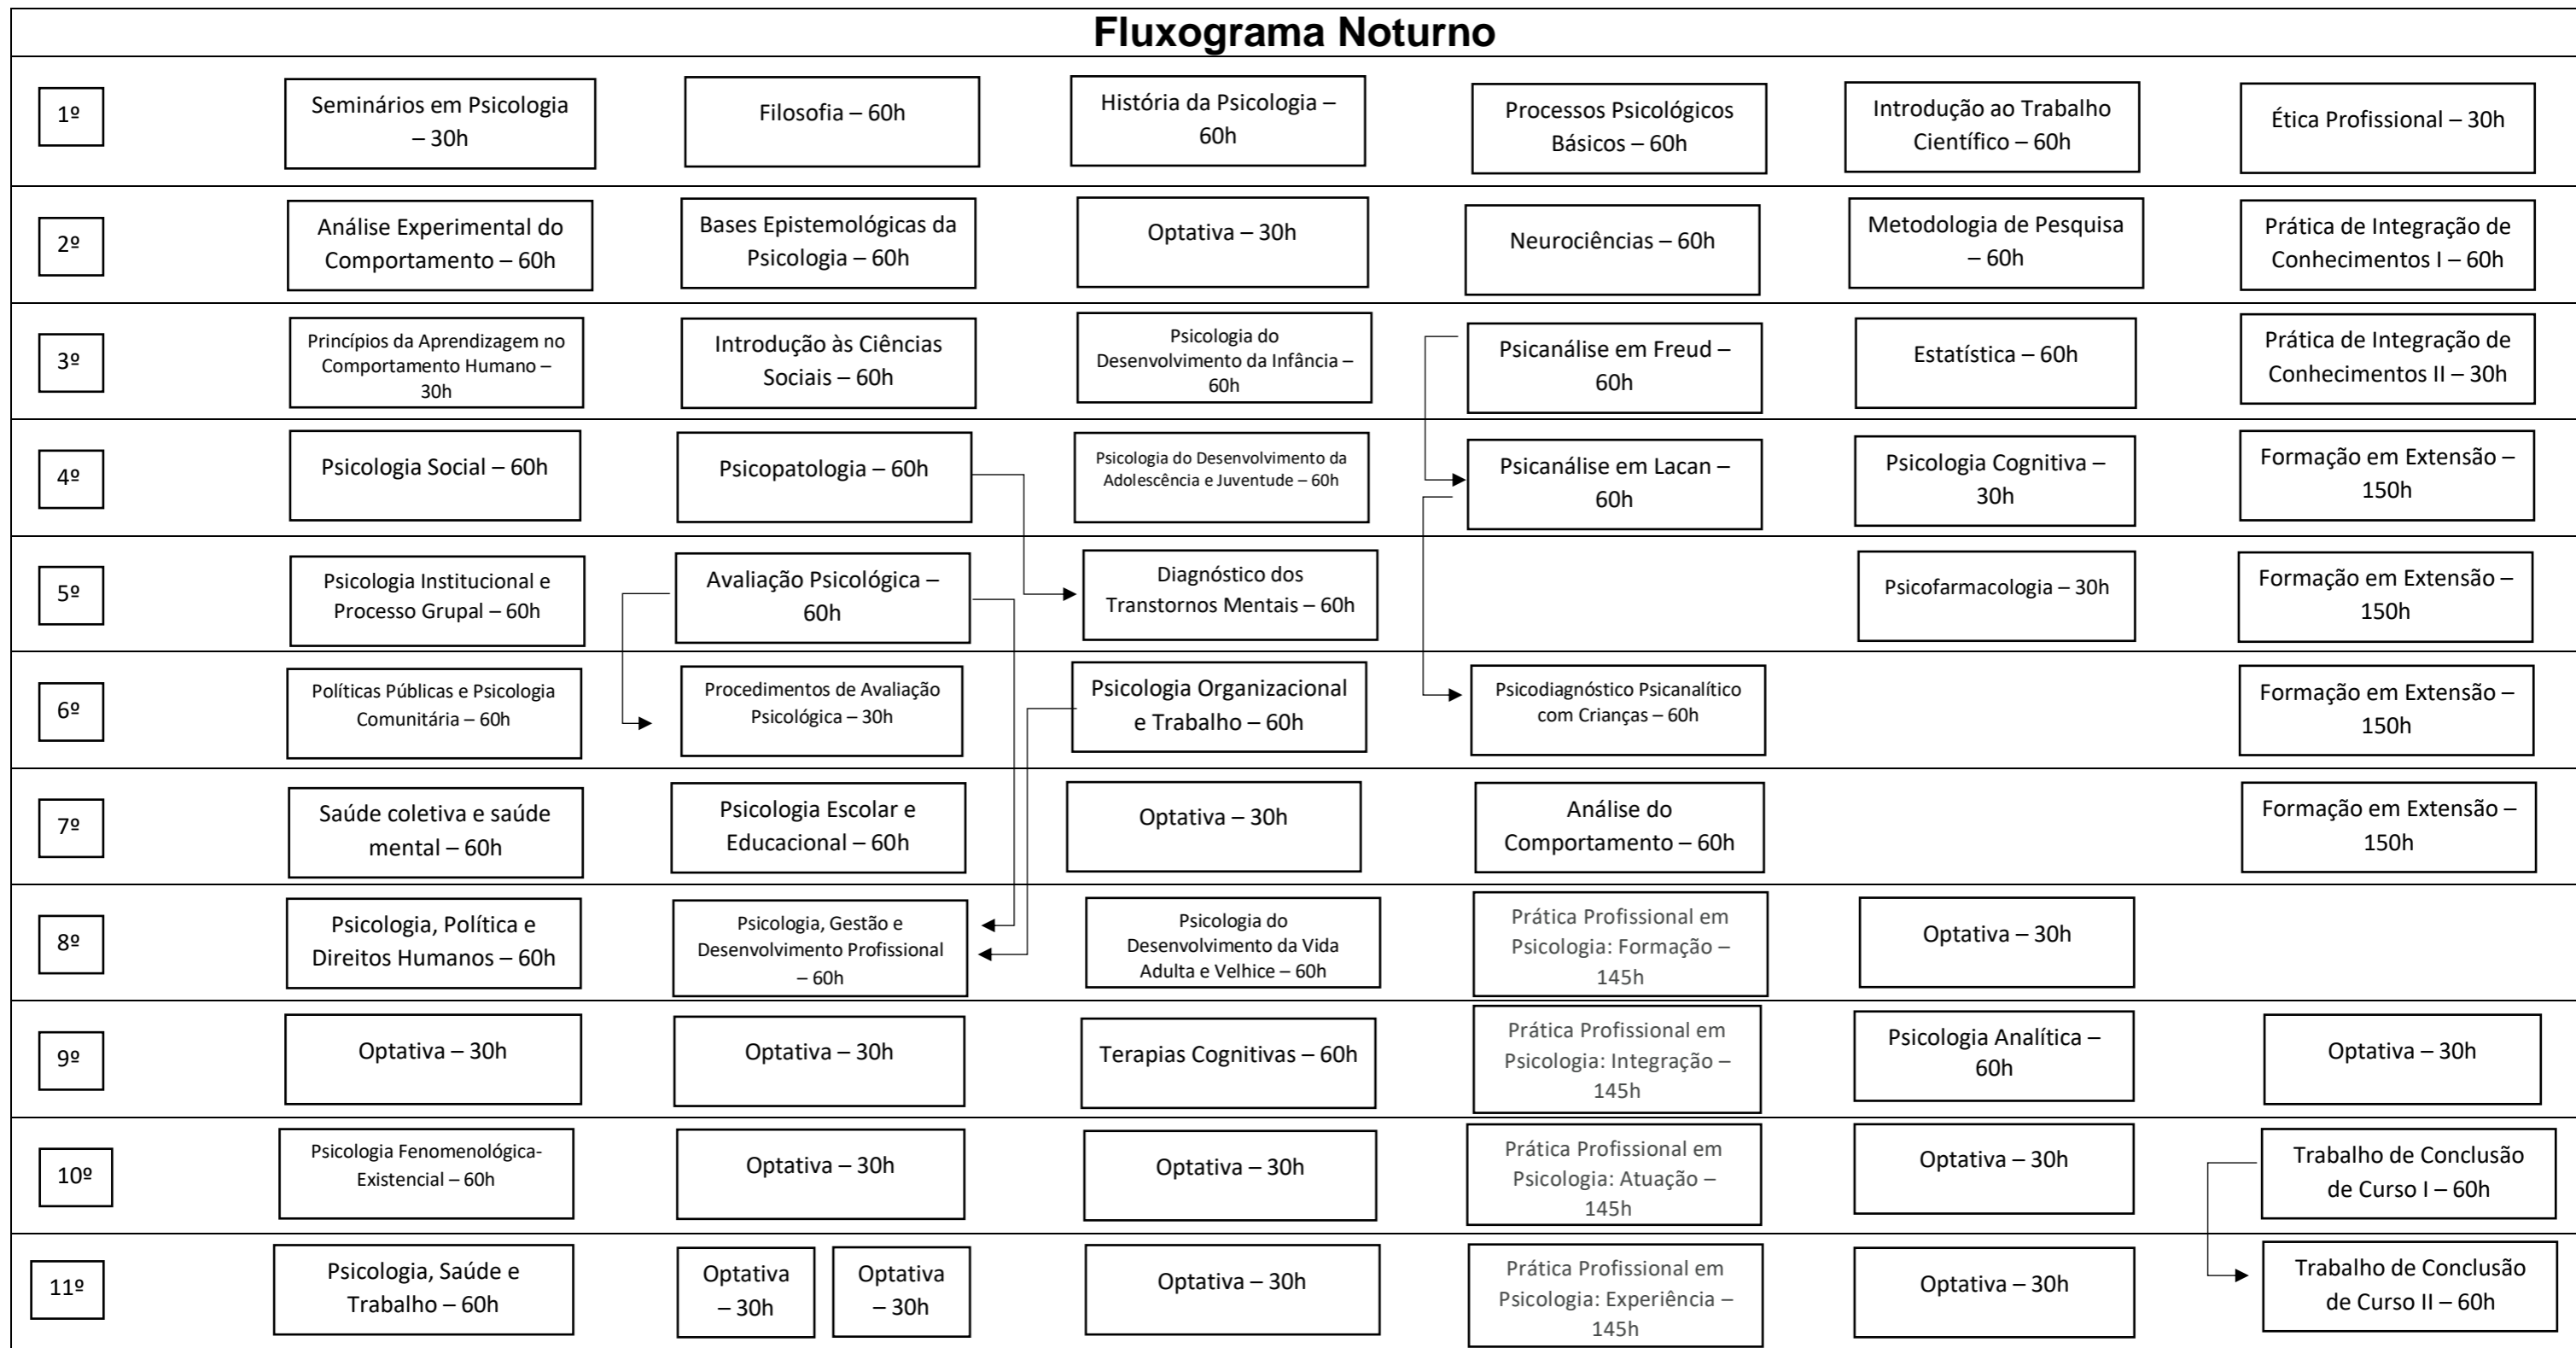 Fluxograma Noturno
1º
Seminários em Psicologia
– 30h
Filosofia – 60h
História da Psicologia –
60h
Processos Psicológicos
Básicos – 60h
Introdução ao Trabalho
Científico – 60h
Ética Profissional – 30h
2º
Análise Experimental do
Comportamento – 60h
Bases Epistemológicas da
Psicologia – 60h
Optativa – 30h
Neurociências – 60h
Metodologia de Pesquisa
– 60h
Prática de Integração de
Conhecimentos I – 60h
3º
Princípios da Aprendizagem no
Comportamento Humano –
30h
Introdução às Ciências
Sociais – 60h
Psicologia do
Desenvolvimento da Infância –
60h
Psicanálise em Freud –
60h
Estatística – 60h
Prática de Integração de
Conhecimentos II – 30h
4º
Psicologia Social – 60h
Psicopatologia – 60h
Psicologia do Desenvolvimento da
Adolescência e Juventude – 60h
Psicanálise em Lacan –
60h
Psicologia Cognitiva –
30h
Formação em Extensão –
150h
5º
Psicologia Institucional e
Processo Grupal – 60h
Avaliação Psicológica –
60h
Diagnóstico dos
Transtornos Mentais – 60h
Psicofarmacologia – 30h
Formação em Extensão –
150h
6º
Políticas Públicas e Psicologia
Comunitária – 60h
Procedimentos de Avaliação
Psicológica – 30h
Psicologia Organizacional
e Trabalho – 60h
Psicodiagnóstico Psicanalítico
com Crianças – 60h
Formação em Extensão –
150h
7º
Saúde coletiva e saúde
mental – 60h
Psicologia Escolar e
Educacional – 60h
Optativa – 30h
Análise do
Comportamento – 60h
Formação em Extensão –
150h
8º
Psicologia, Política e
Direitos Humanos – 60h
Psicologia, Gestão e
Desenvolvimento Profissional
– 60h
Psicologia do
Desenvolvimento da Vida
Adulta e Velhice – 60h
Prática Profissional em
Psicologia: Formação –
145h
Optativa – 30h
9º
Optativa – 30h
Optativa – 30h
Terapias Cognitivas – 60h
Prática Profissional em
Psicologia: Integração –
145h
Psicologia Analítica –
60h
Optativa – 30h
10º
Psicologia Fenomenológica-
Existencial – 60h
Optativa – 30h
Optativa – 30h
Prática Profissional em
Psicologia: Atuação –
145h
Optativa – 30h
Trabalho de Conclusão
de Curso I – 60h
11º
Psicologia, Saúde e
Trabalho – 60h
Optativa
– 30h
Optativa
– 30h
Optativa – 30h
Prática Profissional em
Psicologia: Experiência –
145h
Optativa – 30h
Trabalho de Conclusão
de Curso II – 60h